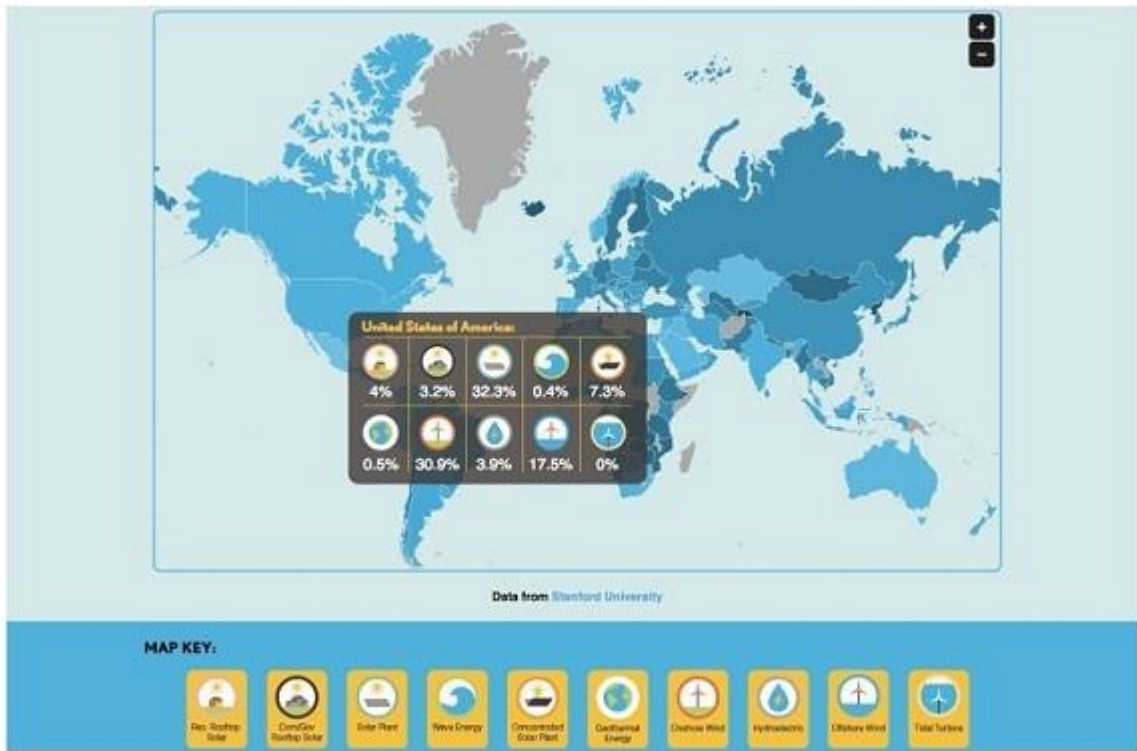 +
−
United States of America:
4% 3.2% 32.3% 0.4% 7.3%
0.5% 30.9% 3.9% 17.5% 0%
Data from Stanford University
MAP KEY:
Res. Rooftop Solar
Com/Gov Rooftop Solar
Solar Plant
Wave Energy
Concentrated Solar Plant
Geothermal Energy
Onshore Wind
Hydroelectric
Offshore Wind
Tidal Turbine